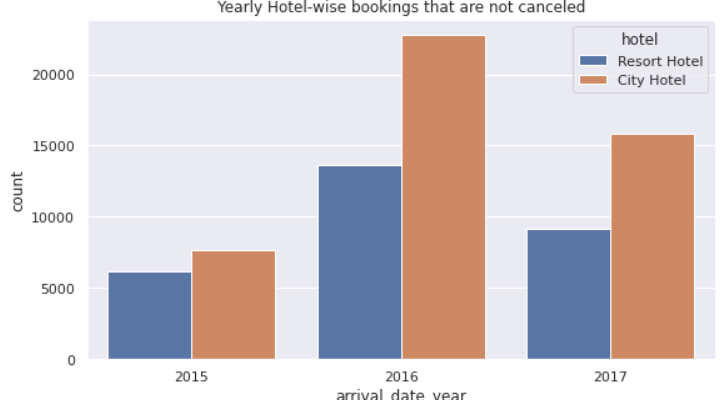 Yearly Hotel-wise bookings that are not canceled
hotel
Resort Hotel
City Hotel
count
20000
15000
10000
5000
0
2015 2016 2017
arrival_date_year